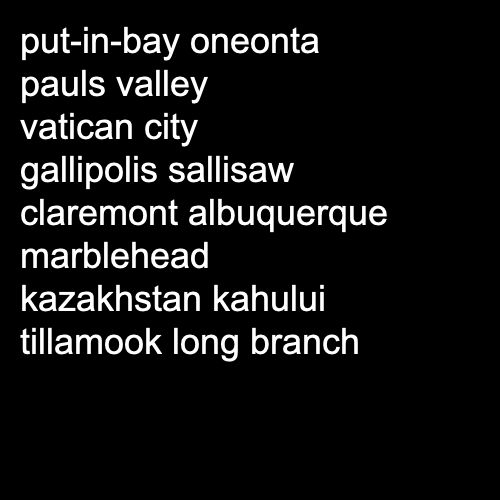 put-in-bay oneonta
pauls valley
vatican city
gallipolis sallisaw
claremont albuquerque
marblehead
kazakhstan kahului
tillamook long branch